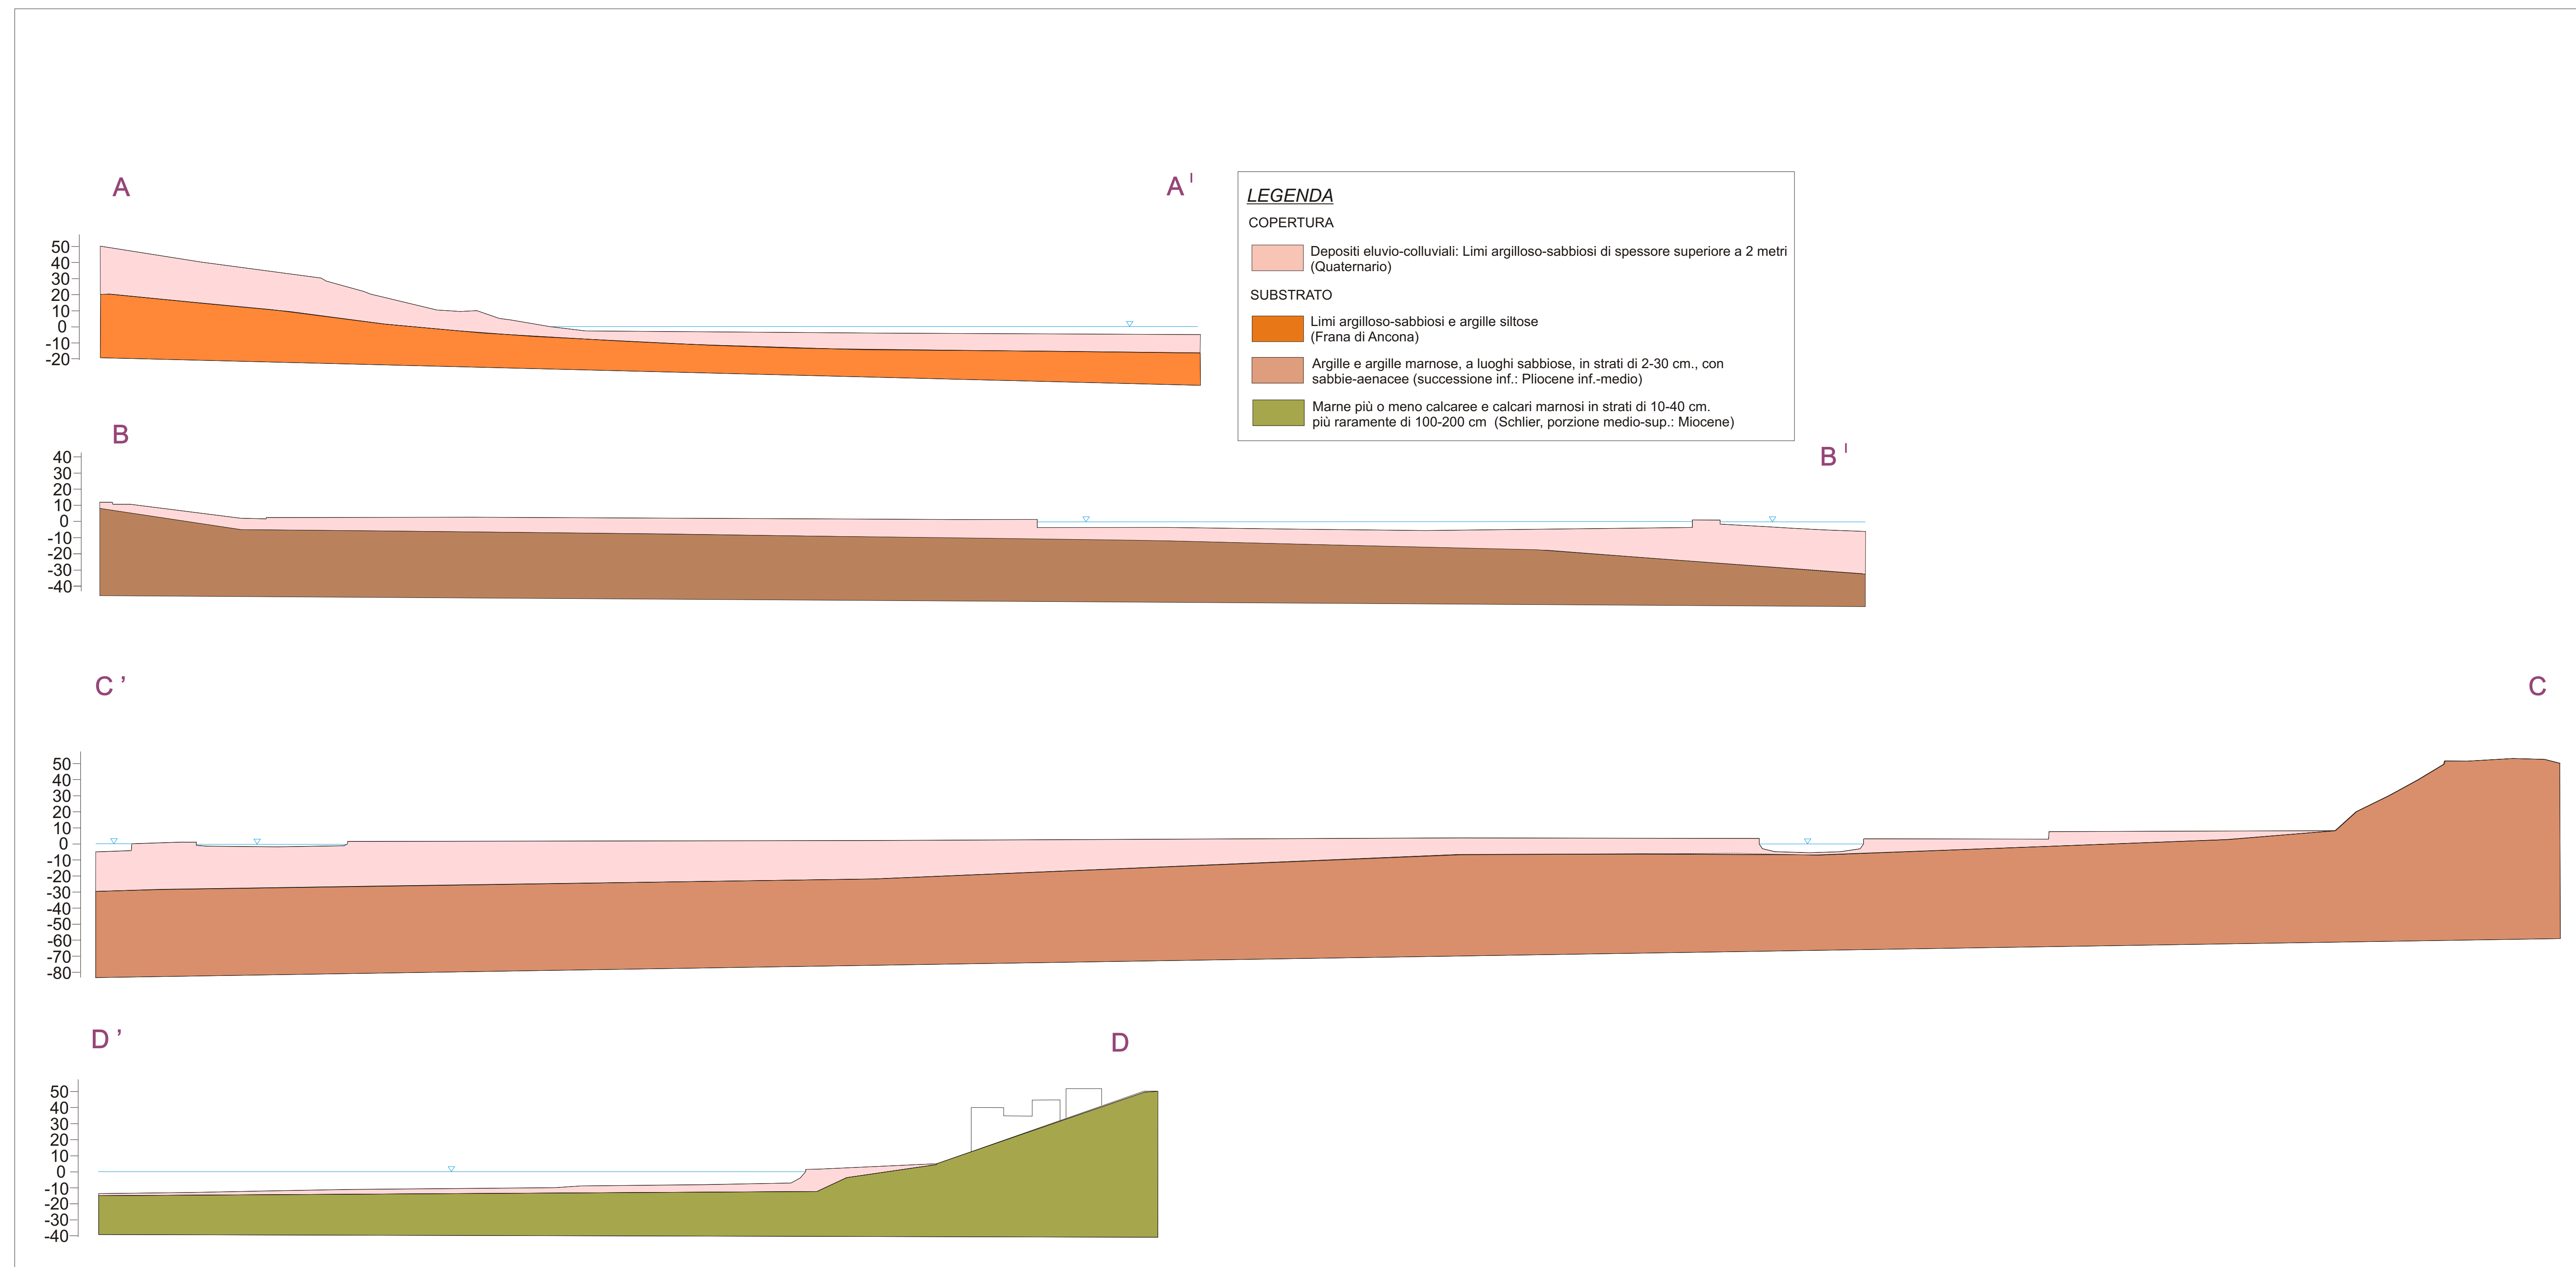 A
A'
50
40
30
20
10
0
-10
-20
LEGENDA
COPERTURA
Depositi eluvio-colluviali: Limi argilloso-sabbiosi di spessore superiore a 2 metri
(Quaternario)
SUBSTRATO
Limi argilloso-sabbiosi e argille siltose
(Frana di Ancona)
Argille e argille marnose, a luoghi sabbiose, in strati di 2-30 cm., con
sabbie-aenacee (successione inf.: Pliocene inf.-medio)
Marne più o meno calcaree e calcari marnosi in strati di 10-40 cm.
più raramente di 100-200 cm (Schlier, porzione medio-sup.: Miocene)
B
B'
40
30
20
10
0
-10
-20
-30
-40
C’
C
50
40
30
20
10
0
-10
-20
-30
-40
-50
-60
-70
-80
D’
D
50
40
30
20
10
0
-10
-20
-30
-40